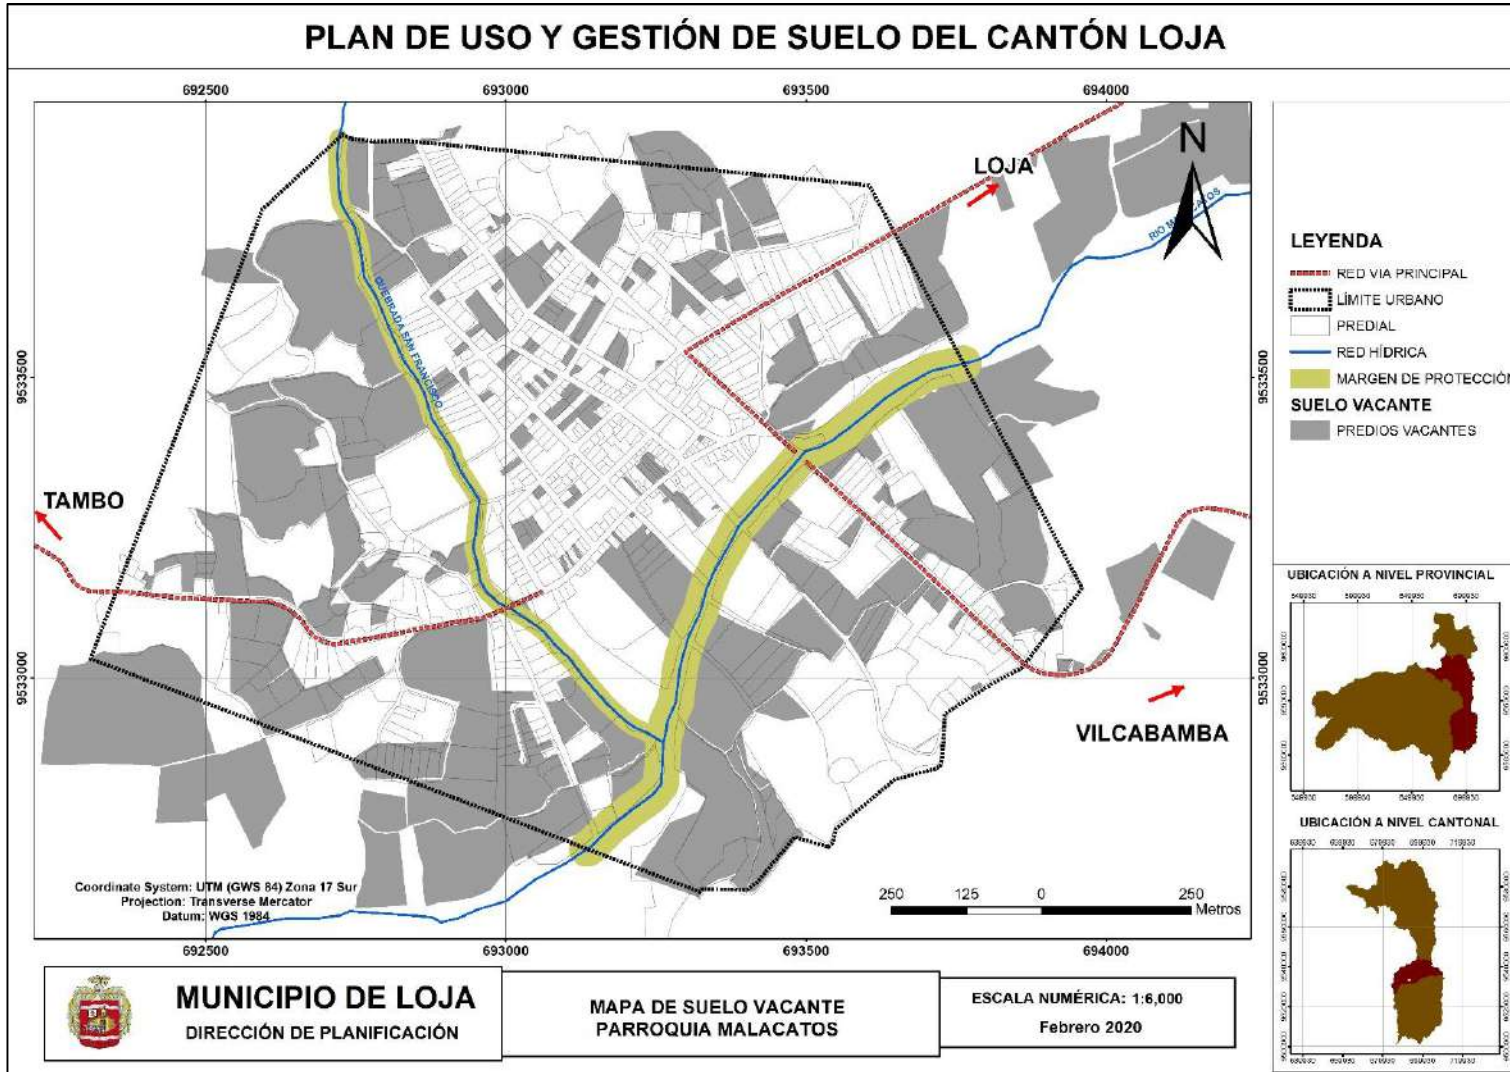 PLAN DE USO Y GESTIÓN DE SUELO DEL CANTÓN LOJA
692500 693000 693500 694000
N
LOJA
QUEBRADA SAN FRANCISCO
9533500
9533500
TAMBO
9533000
9533000
VILCABAMBA
Coordinate System: UTM (GWS 84) Zona 17 Sur
Projection: Transverse Mercator
Datum: WGS 1984
250 125 0 250
Metros
692500 693000 693500 694000
LEYENDA
RED VIA PRINCIPAL
LÍMITE URBANO
PREDIAL
RED HÍDRICA
MARGEN DE PROTECCIÓN
SUELO VACANTE
PREDIOS VACANTES
UBICACIÓN A NIVEL PROVINCIAL
UBICACIÓN A NIVEL CANTONAL
MUNICIPIO DE LOJA
DIRECCIÓN DE PLANIFICACIÓN
MAPA DE SUELO VACANTE
PARROQUIA MALACATOS
ESCALA NUMÉRICA: 1:6,000
Febrero 2020